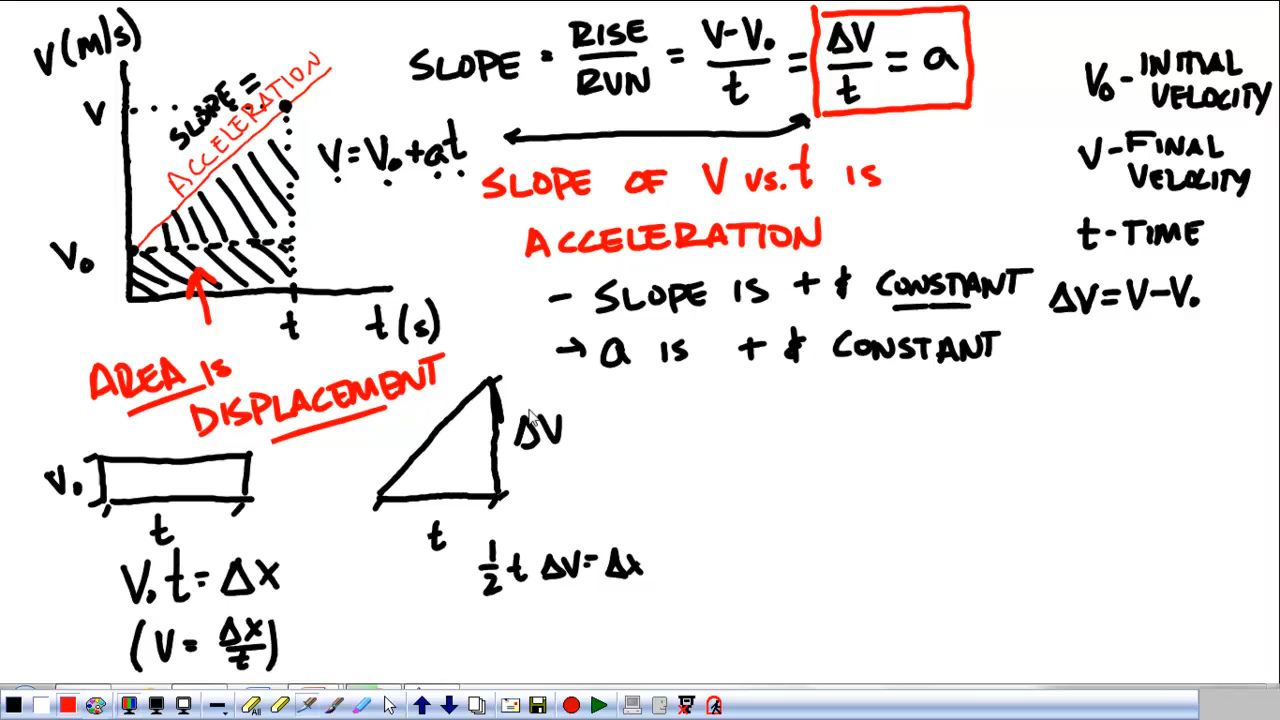 V(m/s)
SLOPE = RISE/RUN = V-V₀/t = ΔV/t = a
V₀ - INITIAL VELOCITY
V - FINAL VELOCITY
t - TIME
ΔV = V - V₀
V
SLOPE =
ACCELERATION
V = V₀ + at
V₀
t
t(s)
SLOPE OF V vs. t IS
ACCELERATION
- SLOPE IS + & CONSTANT
→ a is + & CONSTANT
AREA IS
DISPLACEMENT
V₀
t
V₀t = Δx
(V = Δx/t)
ΔV
t
1/2 t ΔV = Δx
All